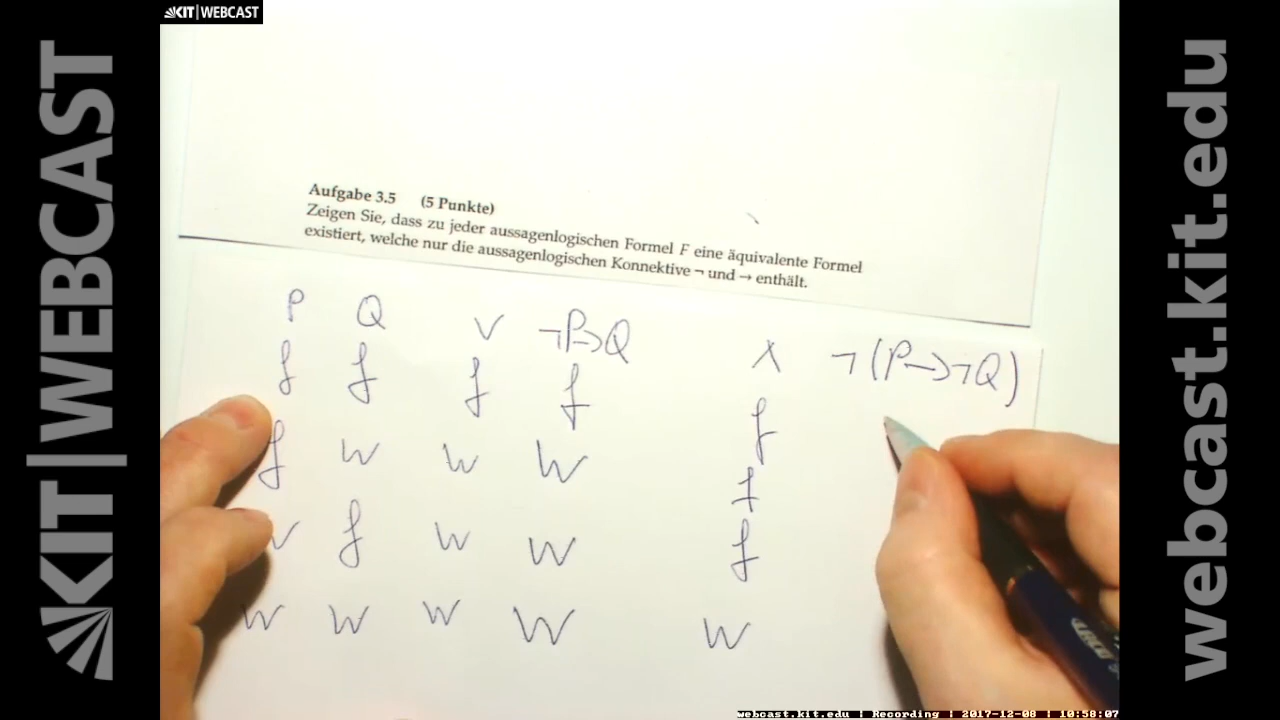 KIT|WEBCAST
KIT|WEBCAST
webcast.kit.edu
Aufgabe 3.5 (5 Punkte)
Zeigen Sie, dass zu jeder aussagenlogischen Formel F eine äquivalente Formel
existiert, welche nur die aussagenlogischen Konnektive ¬ und → enthält.
P Q ∨ ¬P→Q ∧ ¬(P→¬Q)
f f f f f
f w w w f
w f w w f
w w w w w
webcast.kit.edu | Recording | 2017-12-08 | 10:58:07